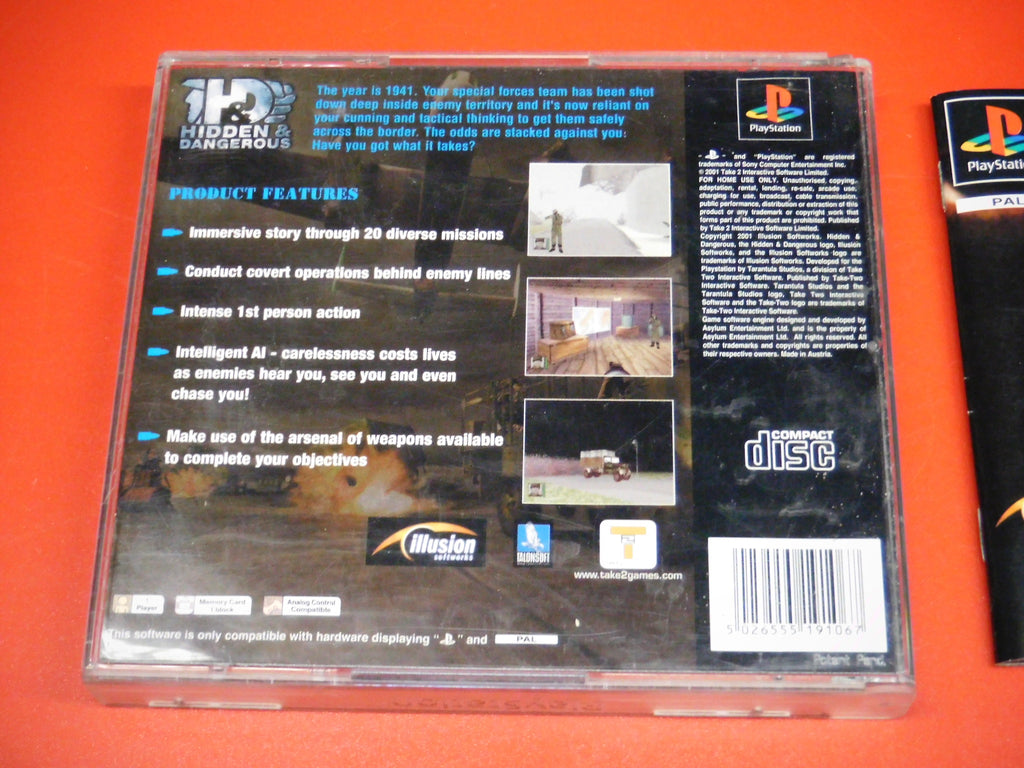 HIDDEN &
DANGEROUS
The year is 1941. Your special forces team has been shot
down deep inside enemy territory and it's now reliant on
your cunning and tactical thinking to get them safely
across the border. The odds are stacked against you:
Have you got what it takes?
PRODUCT FEATURES
Immersive story through 20 diverse missions
Conduct covert operations behind enemy lines
Intense 1st person action
Intelligent AI - carelessness costs lives
as enemies hear you, see you and even
chase you!
Make use of the arsenal of weapons available
to complete your objectives
illusion
softworks
TALONSOFT
T2
www.take2games.com
1
Player
Memory Card
1 block
Analog Control
Compatible
This software is only compatible with hardware displaying " " and PAL
PlayStation
" " and "PlayStation" are registered
trademarks of Sony Computer Entertainment Inc.
© 2001 Take 2 Interactive Software Limited.
FOR HOME USE ONLY. Unauthorised, copying,
adaptation, rental, lending, re-sale, arcade use,
charging for use, broadcast, cable transmission,
public performance, distribution or extraction of this
product or any trademark or copyright work that
forms part of this product are prohibited. Published
by Take 2 Interactive Software Limited.
Copyright 2001 Illusion Softworks. Hidden &
Dangerous, the Hidden & Dangerous logo, Illusion
Softworks, and the Illusion Softworks logo are
trademarks of Illusion Softworks. Developed for the
Playstation by Tarantula Studios, a division of Take
Two Interactive Software. Published by Take-Two
Interactive Software. Tarantula Studios and the
Tarantula Studios logo, Take Two Interactive
Software and the Take-Two logo are trademarks of
Take-Two Interactive Software.
Game software engine designed and developed by
Asylum Entertainment Ltd. and is the property of
Asylum Entertainment Ltd. All rights reserved. All
other trademarks and copyrights are properties of
their respective owners. Made in Austria.
COMPACT
disc
5 026555 191067
Patent Pend.
PlayStati
PAL